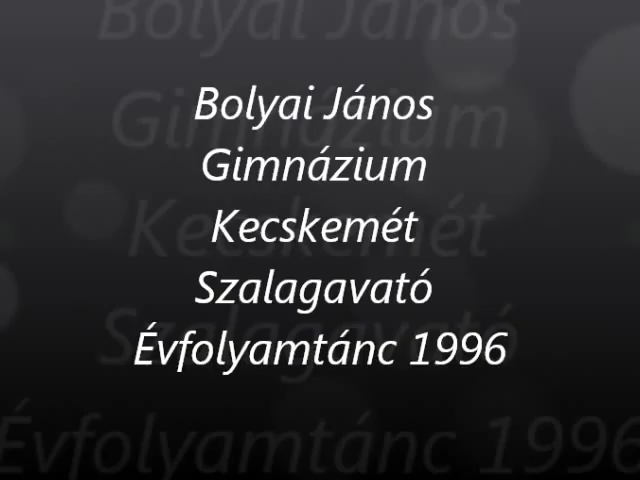 Bolyai János
Gimnázium
Kecskemét
Szalagavató
Évfolyamtánc 1996